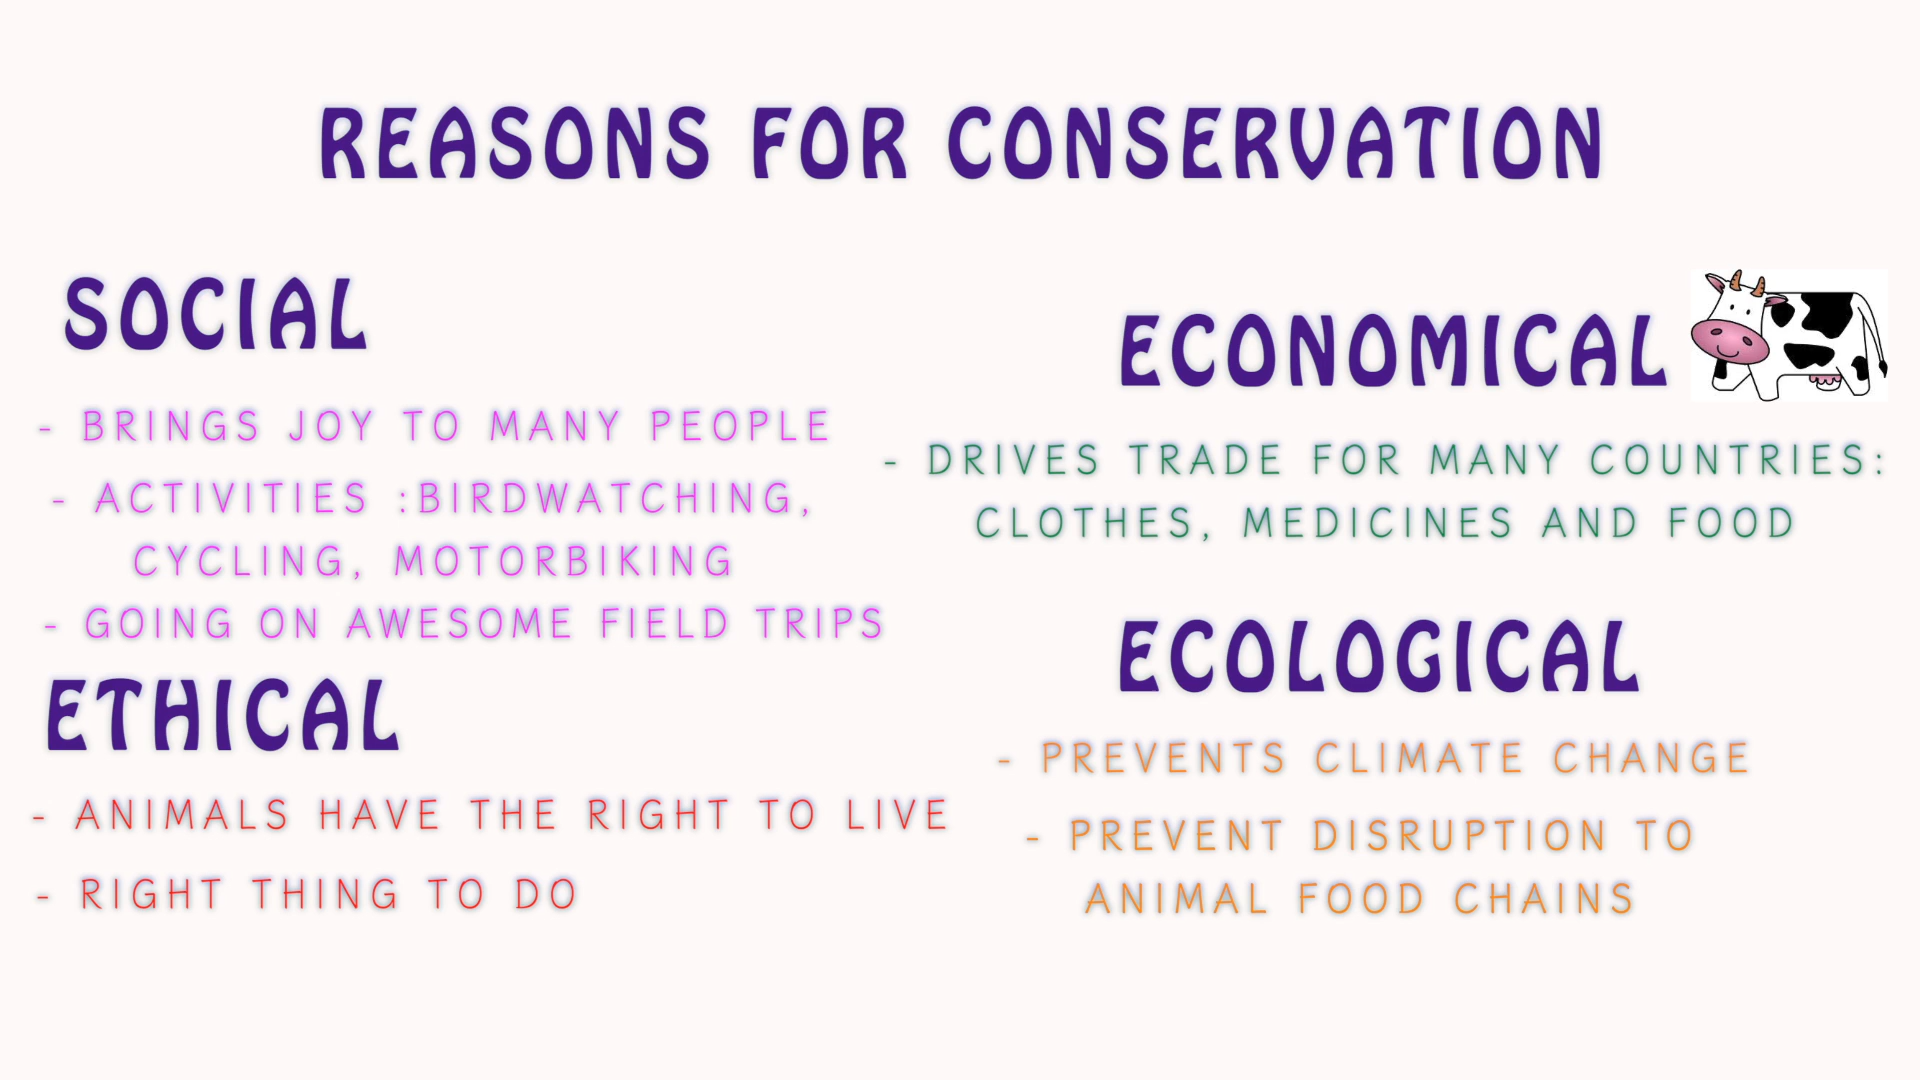 REASONS FOR CONSERVATION
SOCIAL
- BRINGS JOY TO MANY PEOPLE
- ACTIVITIES :BIRDWATCHING,
CYCLING, MOTORBIKING
- GOING ON AWESOME FIELD TRIPS
ETHICAL
- ANIMALS HAVE THE RIGHT TO LIVE
- RIGHT THING TO DO
ECONOMICAL
- DRIVES TRADE FOR MANY COUNTRIES:
CLOTHES, MEDICINES AND FOOD
ECOLOGICAL
- PREVENTS CLIMATE CHANGE
- PREVENT DISRUPTION TO
ANIMAL FOOD CHAINS